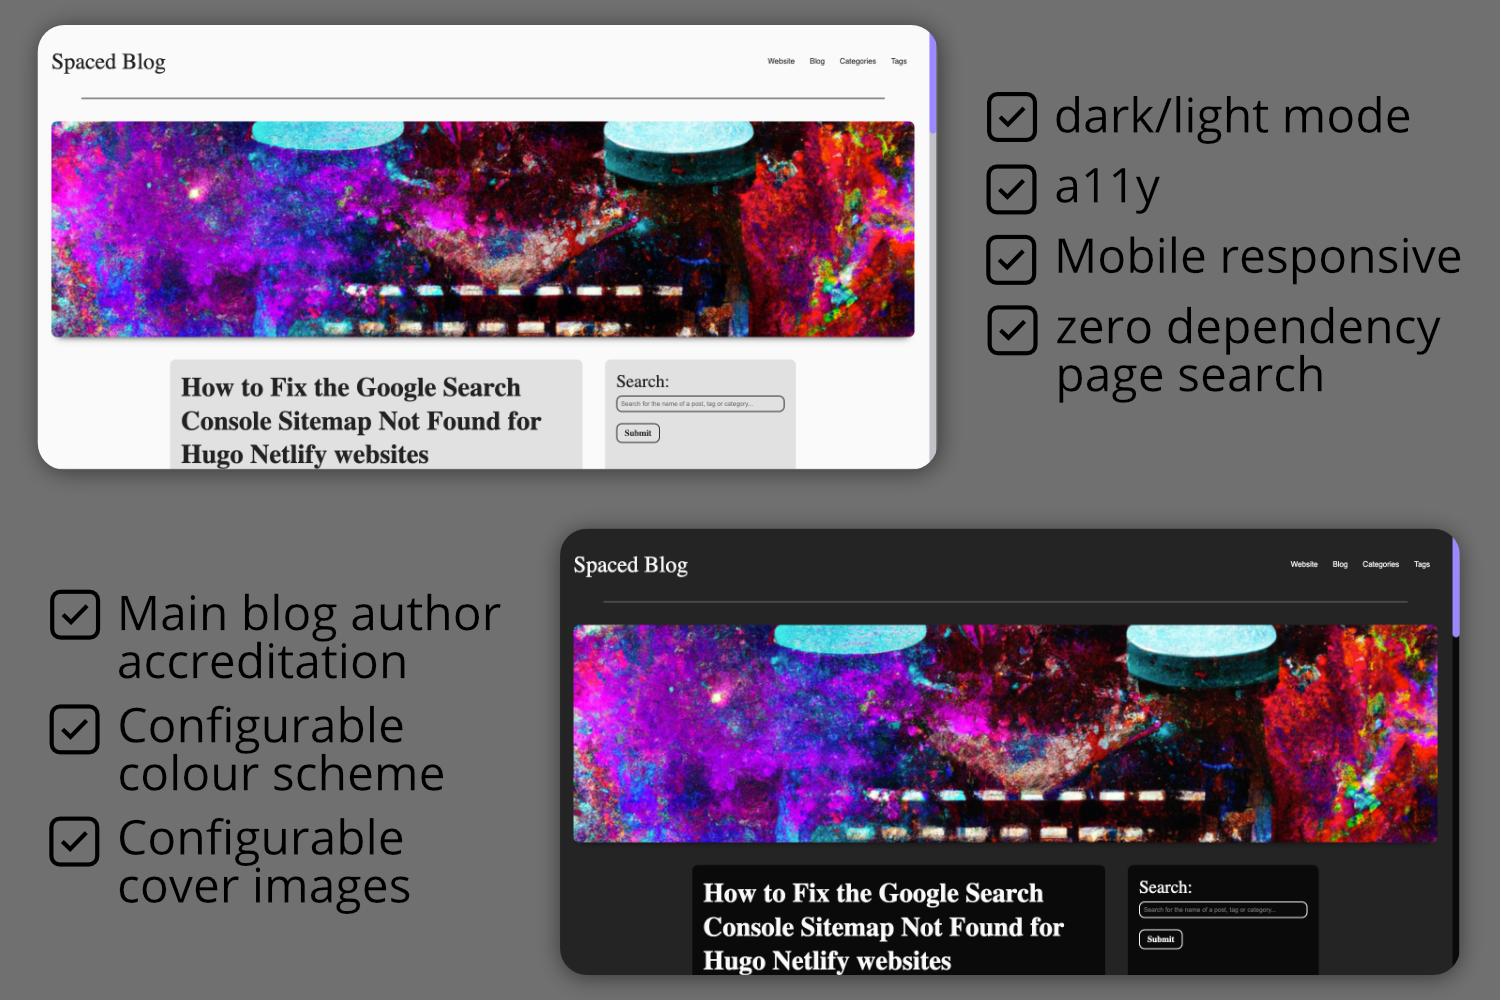 Spaced Blog
Website Blog Categories Tags
How to Fix the Google Search
Console Sitemap Not Found for
Hugo Netlify websites
Search:
Search for the name of a post, tag or category...
Submit
dark/light mode
a11y
Mobile responsive
zero dependency
page search
Main blog author
accreditation
Configurable
colour scheme
Configurable
cover images
Spaced Blog
Website Blog Categories Tags
How to Fix the Google Search
Console Sitemap Not Found for
Hugo Netlify websites
Search:
Search for the name of a post, tag or category...
Submit